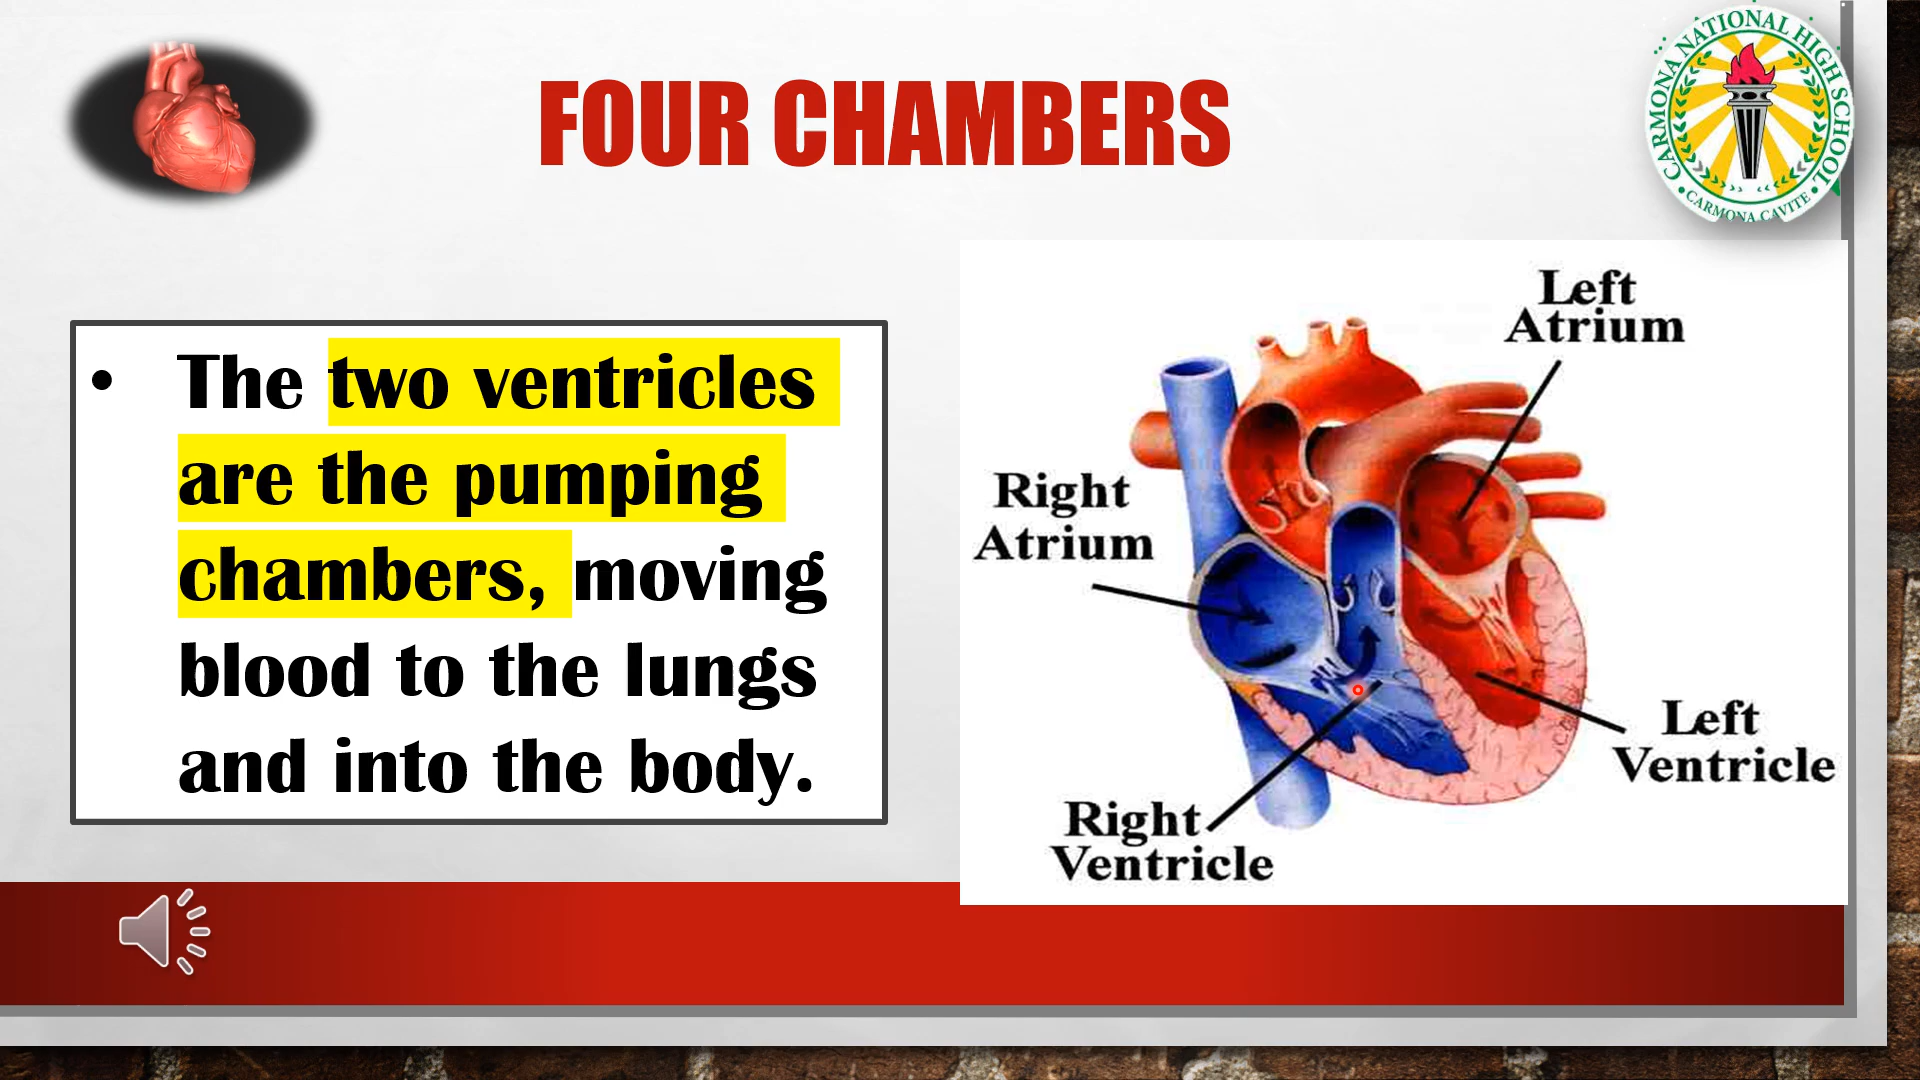 FOUR CHAMBERS
CARMONA NATIONAL HIGH SCHOOL
• CARMONA, CAVITE •
• The two ventricles
are the pumping
chambers, moving
blood to the lungs
and into the body.
Left
Atrium
Right
Atrium
Left
Ventricle
Right
Ventricle